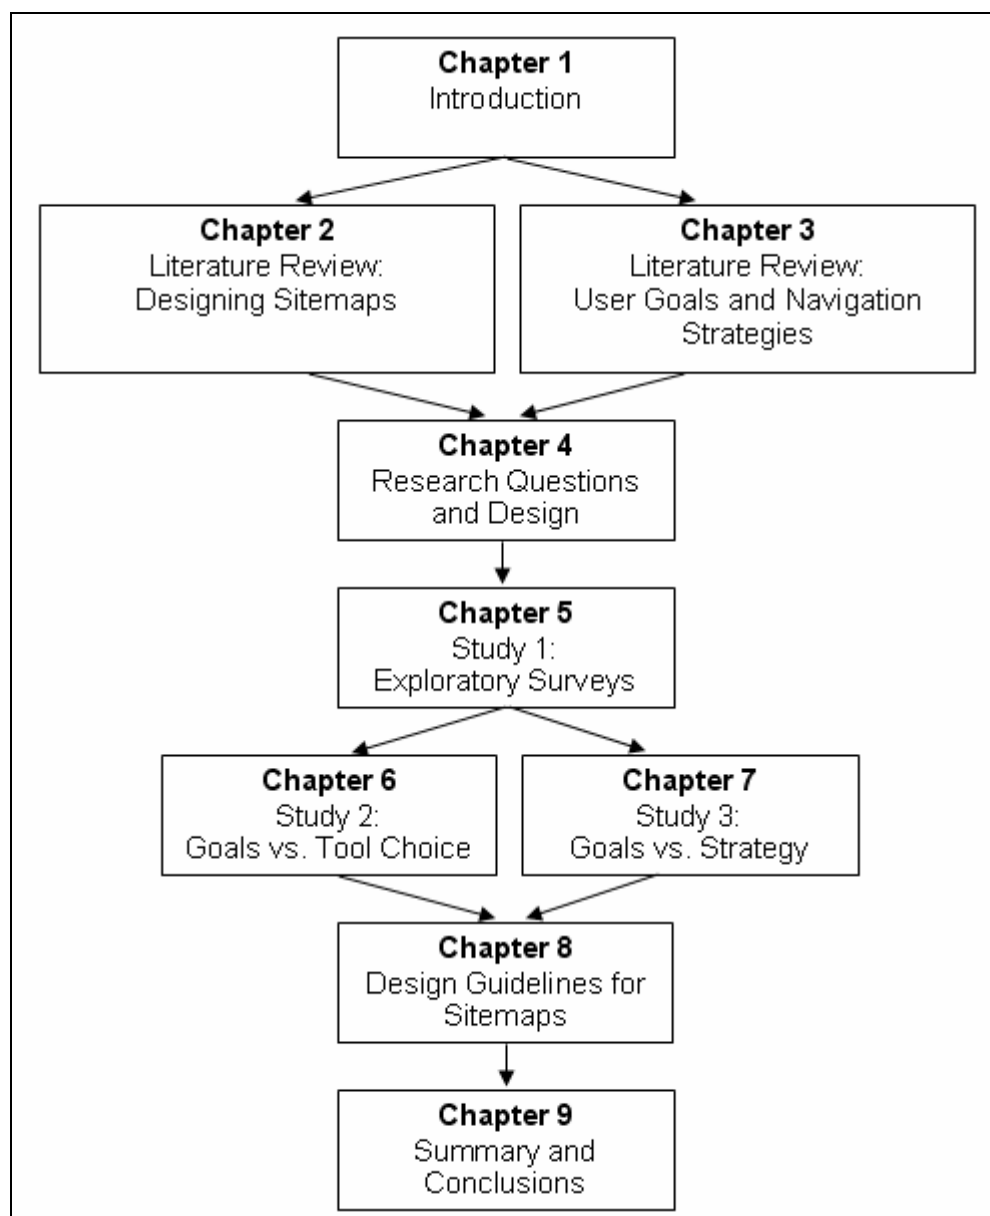 Chapter 1
Introduction
Chapter 2
Literature Review:
Designing Sitemaps
Chapter 3
Literature Review:
User Goals and Navigation
Strategies
Chapter 4
Research Questions
and Design
Chapter 5
Study 1:
Exploratory Surveys
Chapter 6
Study 2:
Goals vs. Tool Choice
Chapter 7
Study 3:
Goals vs. Strategy
Chapter 8
Design Guidelines for
Sitemaps
Chapter 9
Summary and
Conclusions